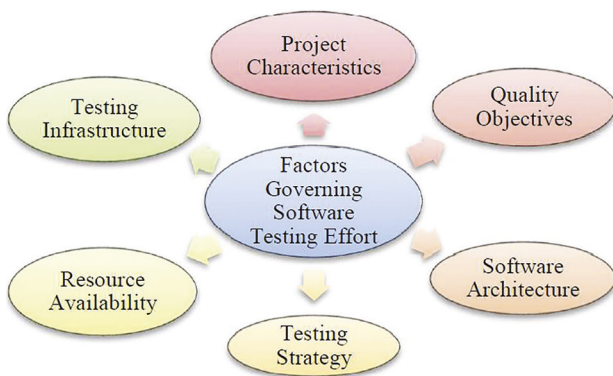 Project
Characteristics
Testing
Infrastructure
Quality
Objectives
Factors
Governing
Software
Testing Effort
Resource
Availability
Software
Architecture
Testing
Strategy